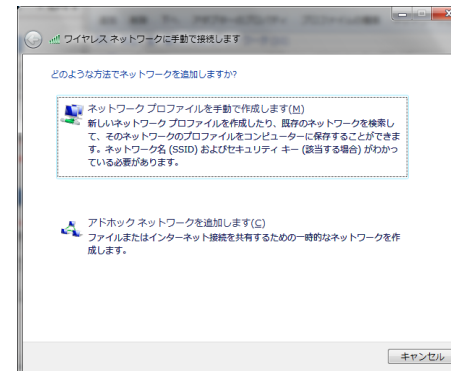 ワイヤレス ネットワークに手動で接続します
どのような方法でネットワークを追加しますか?
ネットワーク プロファイルを手動で作成します(M)
新しいネットワーク プロファイルを作成したり、既存のネットワークを検索し
て、そのネットワークのプロファイルをコンピューターに保存することができま
す。ネットワーク名 (SSID) およびセキュリティ キー (該当する場合) がわかっ
ている必要があります。
アドホック ネットワークを追加します(C)
ファイルまたはインターネット接続を共有するための一時的なネットワークを作
成します。
キャンセル